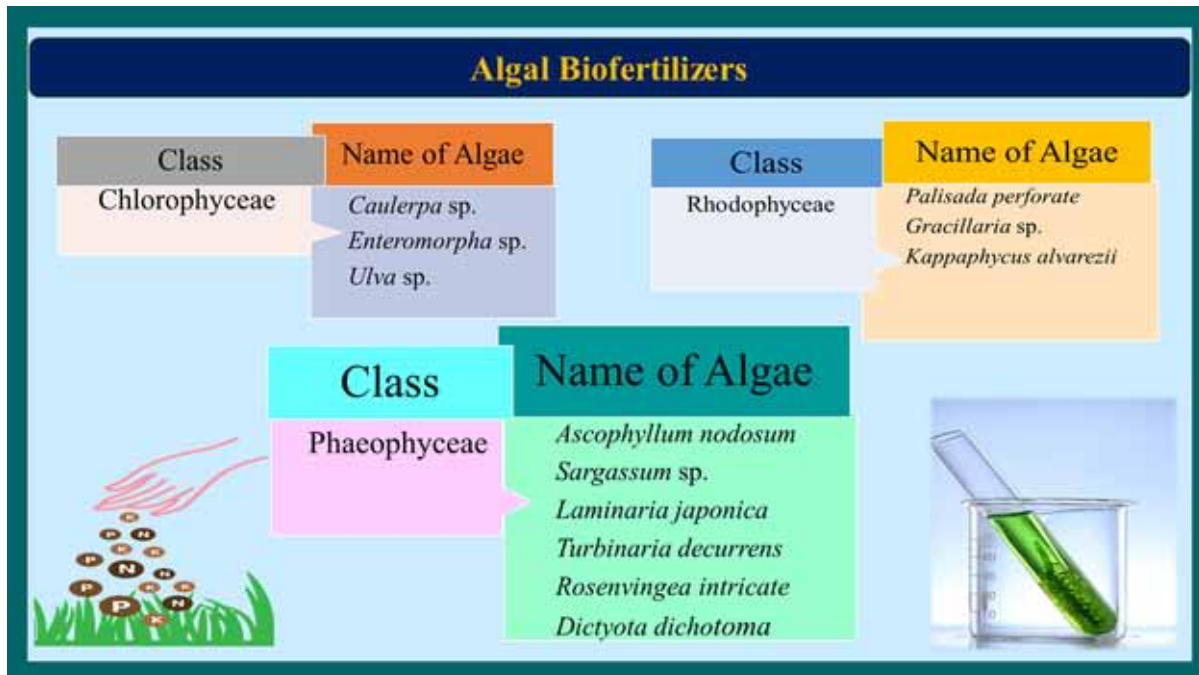 Algal Biofertilizers
Class
Name of Algae
Chlorophyceae
Caulerpa sp.
Enteromorpha sp.
Ulva sp.
Class
Name of Algae
Rhodophyceae
Palisada perforate
Gracillaria sp.
Kappaphycus alvarezii
Class
Name of Algae
Phaeophyceae
Ascophyllum nodosum
Sargassum sp.
Laminaria japonica
Turbinaria decurrens
Rosenvingea intricate
Dictyota dichotoma
K
P N
K K
P N N
P K K
P N
K